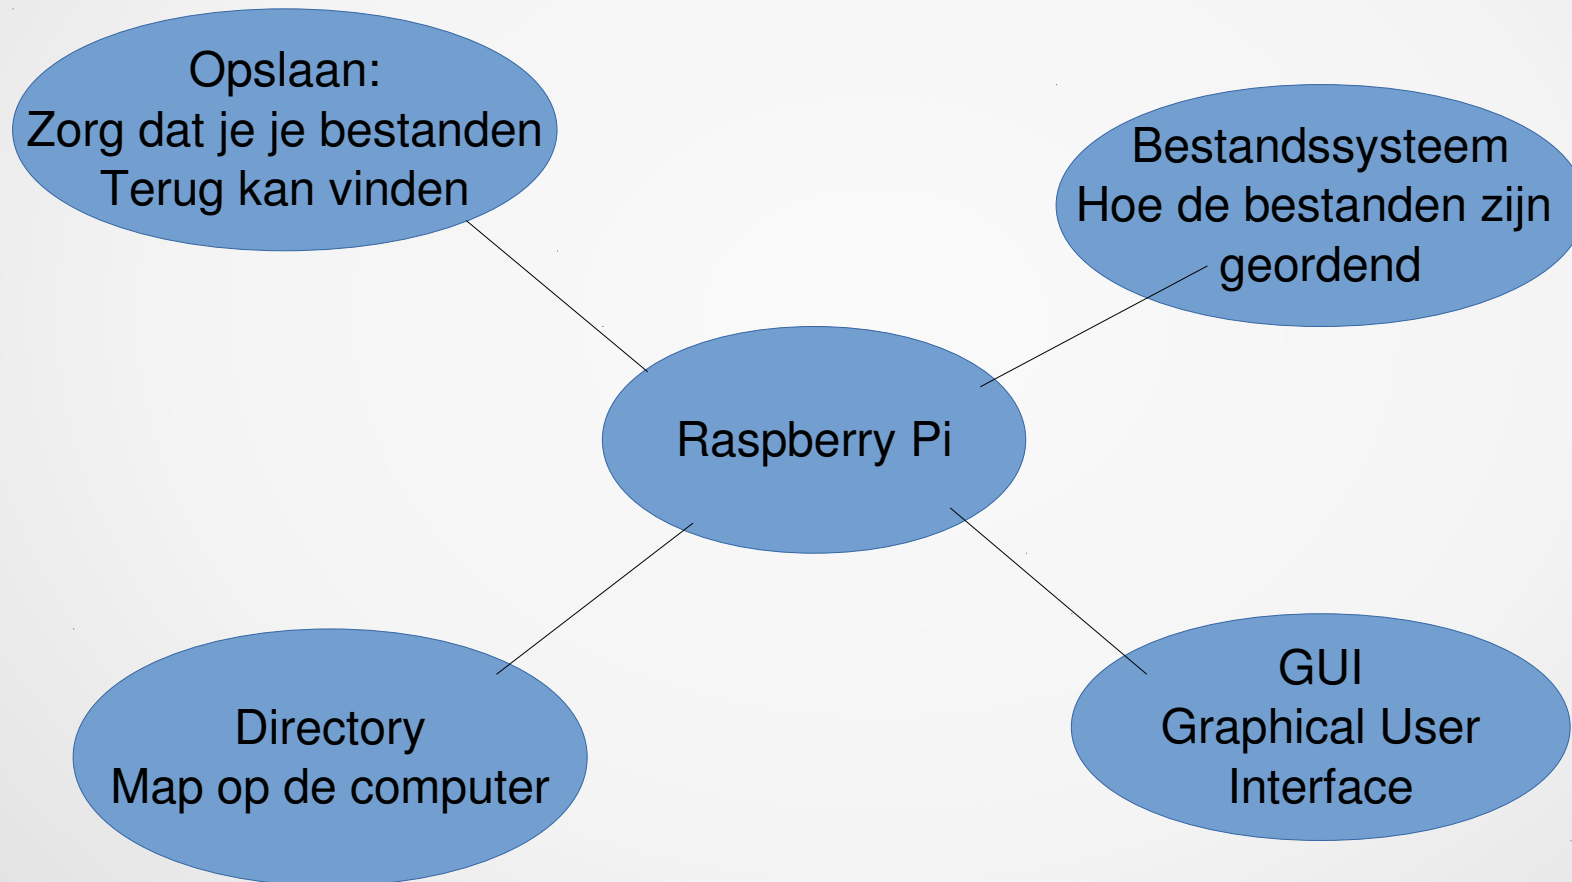 Opslaan:
Zorg dat je je bestanden
Terug kan vinden
Bestandssysteem
Hoe de bestanden zijn
geordend
Raspberry Pi
Directory
Map op de computer
GUI
Graphical User
Interface